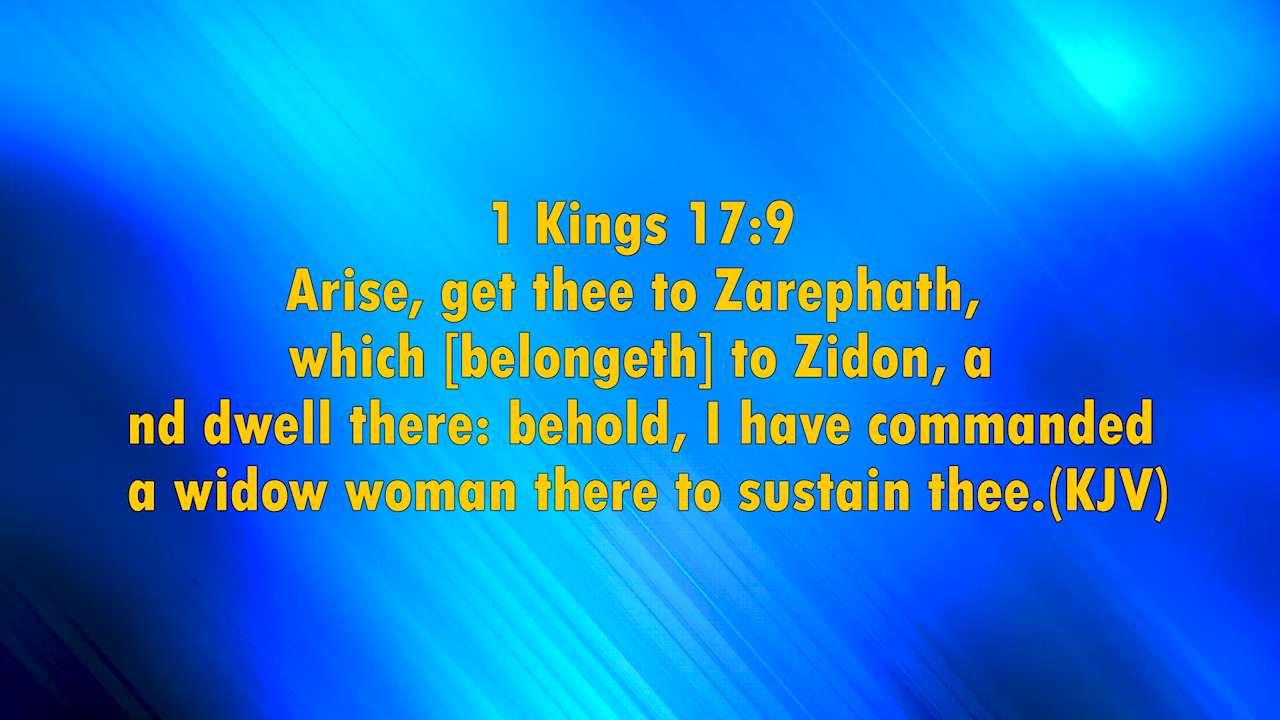 1 Kings 17:9
Arise, get thee to Zarephath,
which [belongeth] to Zidon, a
nd dwell there: behold, I have commanded
a widow woman there to sustain thee.(KJV)